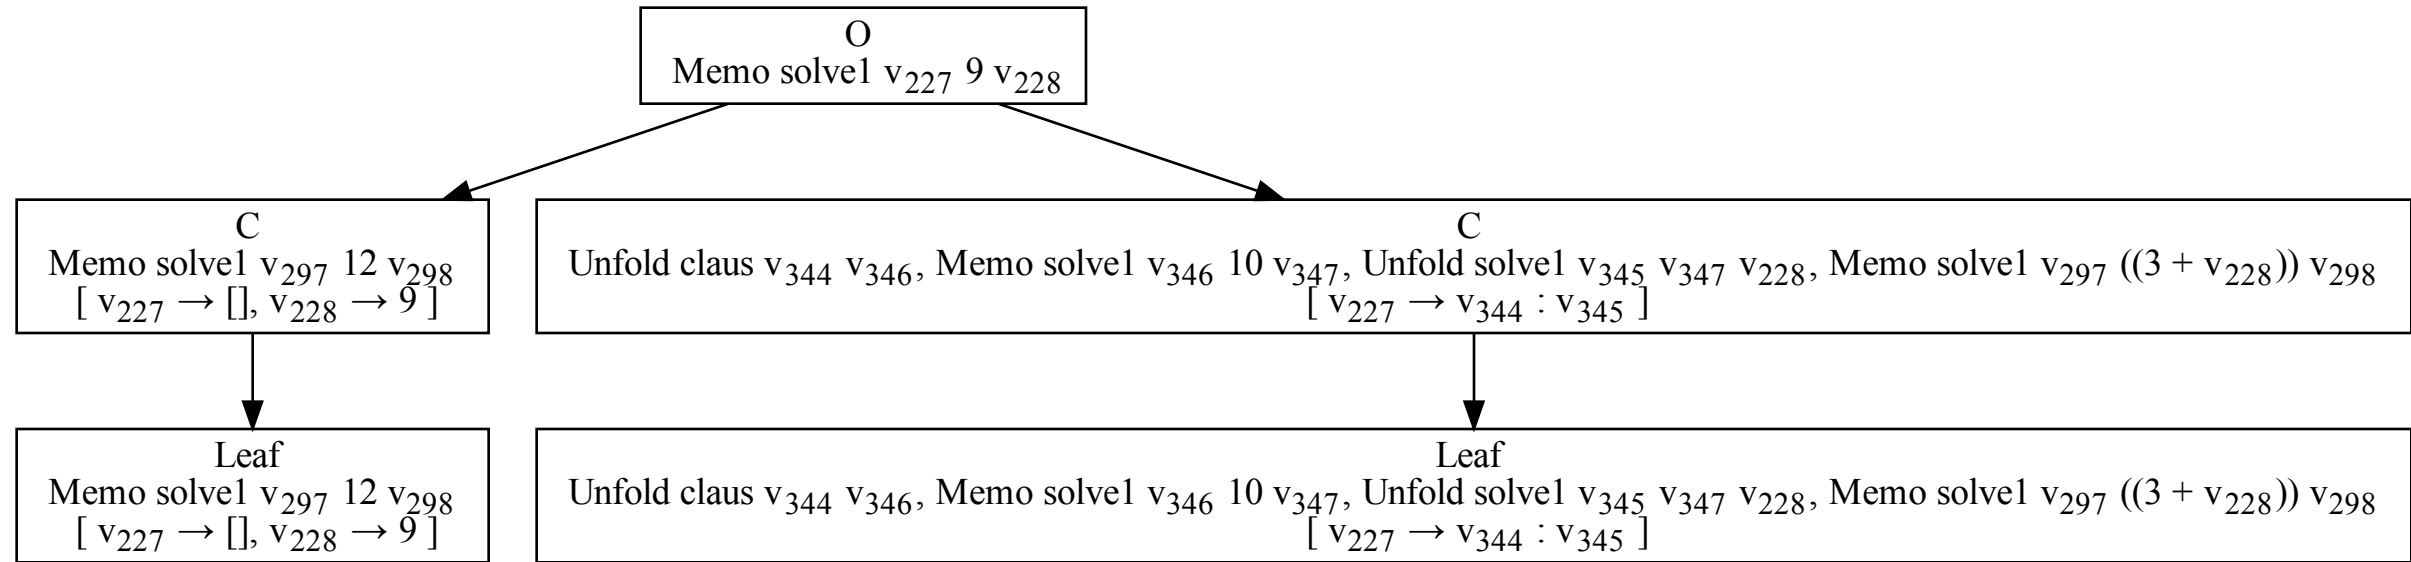 O
Memo solve1 v₂₂₇ 9 v₂₂₈
C
Memo solve1 v₂₉₇ 12 v₂₉₈
[ v₂₂₇ → [], v₂₂₈ → 9 ]
C
Unfold claus v₃₄₄ v₃₄₆, Memo solve1 v₃₄₆ 10 v₃₄₇, Unfold solve1 v₃₄₅ v₃₄₇ v₂₂₈, Memo solve1 v₂₉₇ ((3 + v₂₂₈)) v₂₉₈
[ v₂₂₇ → v₃₄₄ : v₃₄₅ ]
Leaf
Memo solve1 v₂₉₇ 12 v₂₉₈
[ v₂₂₇ → [], v₂₂₈ → 9 ]
Leaf
Unfold claus v₃₄₄ v₃₄₆, Memo solve1 v₃₄₆ 10 v₃₄₇, Unfold solve1 v₃₄₅ v₃₄₇ v₂₂₈, Memo solve1 v₂₉₇ ((3 + v₂₂₈)) v₂₉₈
[ v₂₂₇ → v₃₄₄ : v₃₄₅ ]